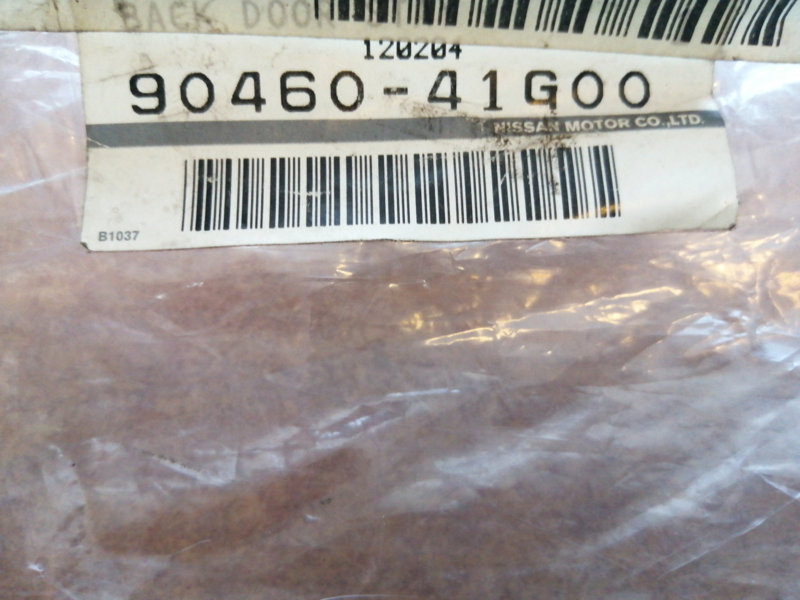 BACK DOOR
120204
90460-41G00
NISSAN MOTOR CO.,LTD.
B1037